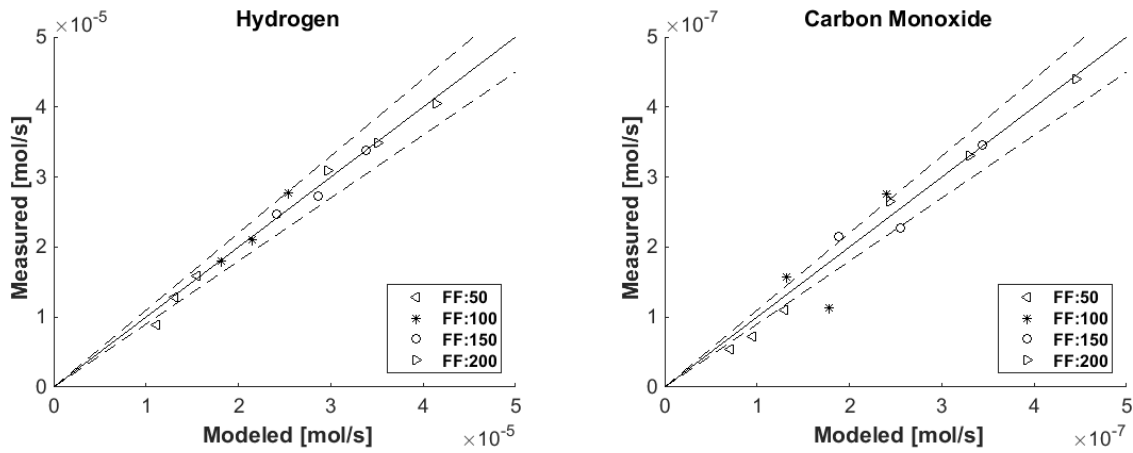 Hydrogen
×10⁻⁵
5
4
3
2
1
0
Measured [mol/s]
FF:50
FF:100
FF:150
FF:200
0 1 2 3 4 5
Modeled [mol/s]
×10⁻⁵
Carbon Monoxide
×10⁻⁷
5
4
3
2
1
0
Measured [mol/s]
FF:50
FF:100
FF:150
FF:200
0 1 2 3 4 5
Modeled [mol/s]
×10⁻⁷